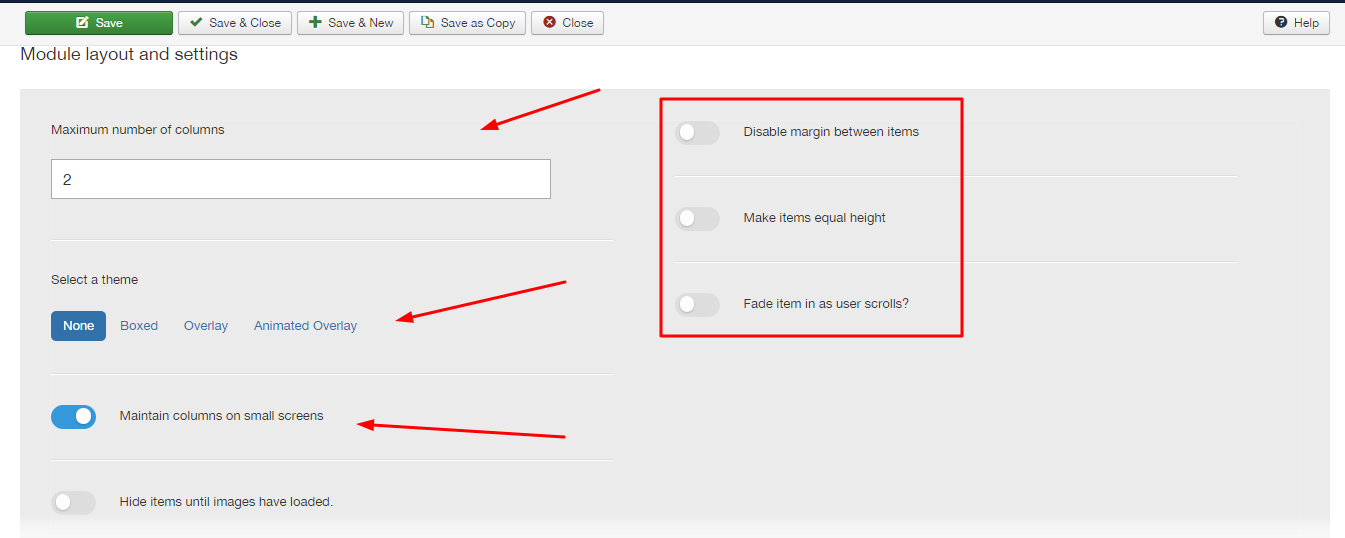 Save
Save & Close
Save & New
Save as Copy
Close
Help
Module layout and settings
Maximum number of columns
2
Select a theme
None
Boxed
Overlay
Animated Overlay
Maintain columns on small screens
Hide items until images have loaded.
Disable margin between items
Make items equal height
Fade item in as user scrolls?